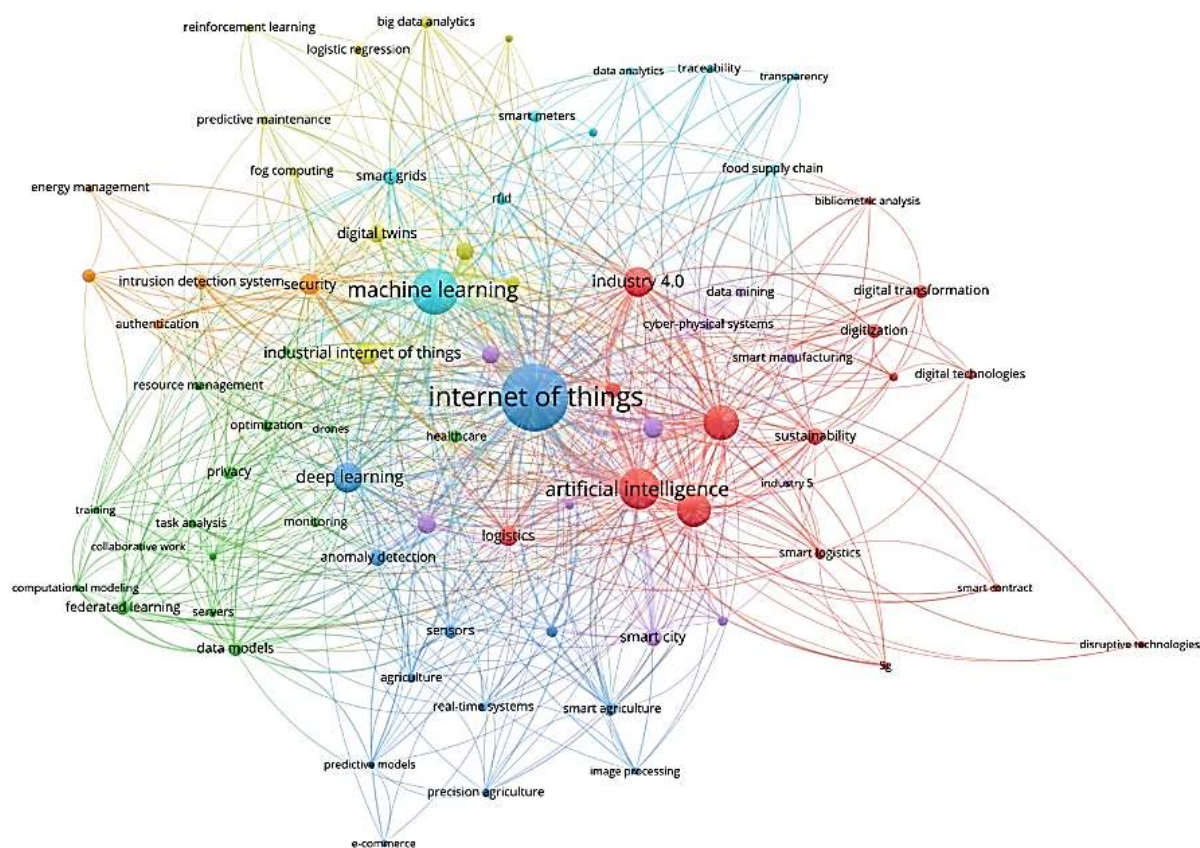 reinforcement learning
big data analytics
logistic regression
data analytics
traceability
transparency
predictive maintenance
smart meters
fog computing
smart grids
food supply chain
energy management
rfid
bibliometric analysis
digital twins
intrusion detection system
security
machine learning
industry 4.0
data mining
digital transformation
authentication
cyber-physical systems
digitization
industrial internet of things
smart manufacturing
resource management
digital technologies
internet of things
optimization
drones
healthcare
sustainability
privacy
deep learning
artificial intelligence
industry 5
training
task analysis
monitoring
logistics
collaborative work
anomaly detection
smart logistics
computational modeling
smart contract
federated learning
servers
sensors
smart city
data models
disruptive technologies
5g
agriculture
real-time systems
smart agriculture
predictive models
image processing
precision agriculture
e-commerce